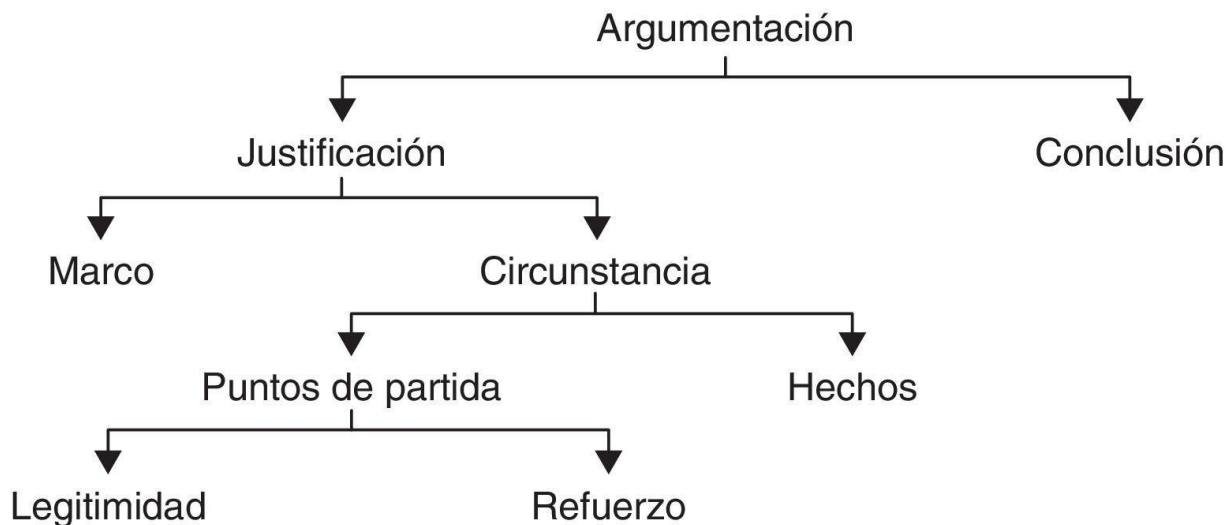 Argumentación
Justificación
Conclusión
Marco
Circunstancia
Puntos de partida
Hechos
Legitimidad
Refuerzo